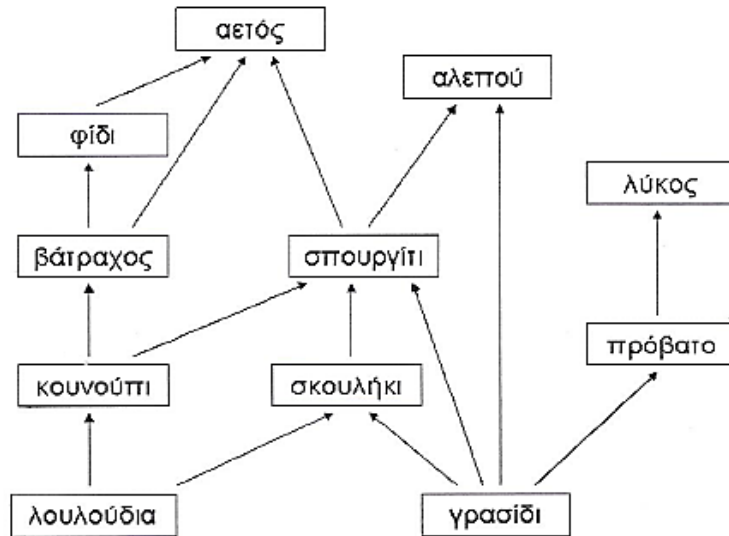 αετός
αλεπού
φίδι
λύκος
βάτραχος
σπουργίτι
πρόβατο
κουνούπι
σκουλήκι
λουλούδια
γρασίδι